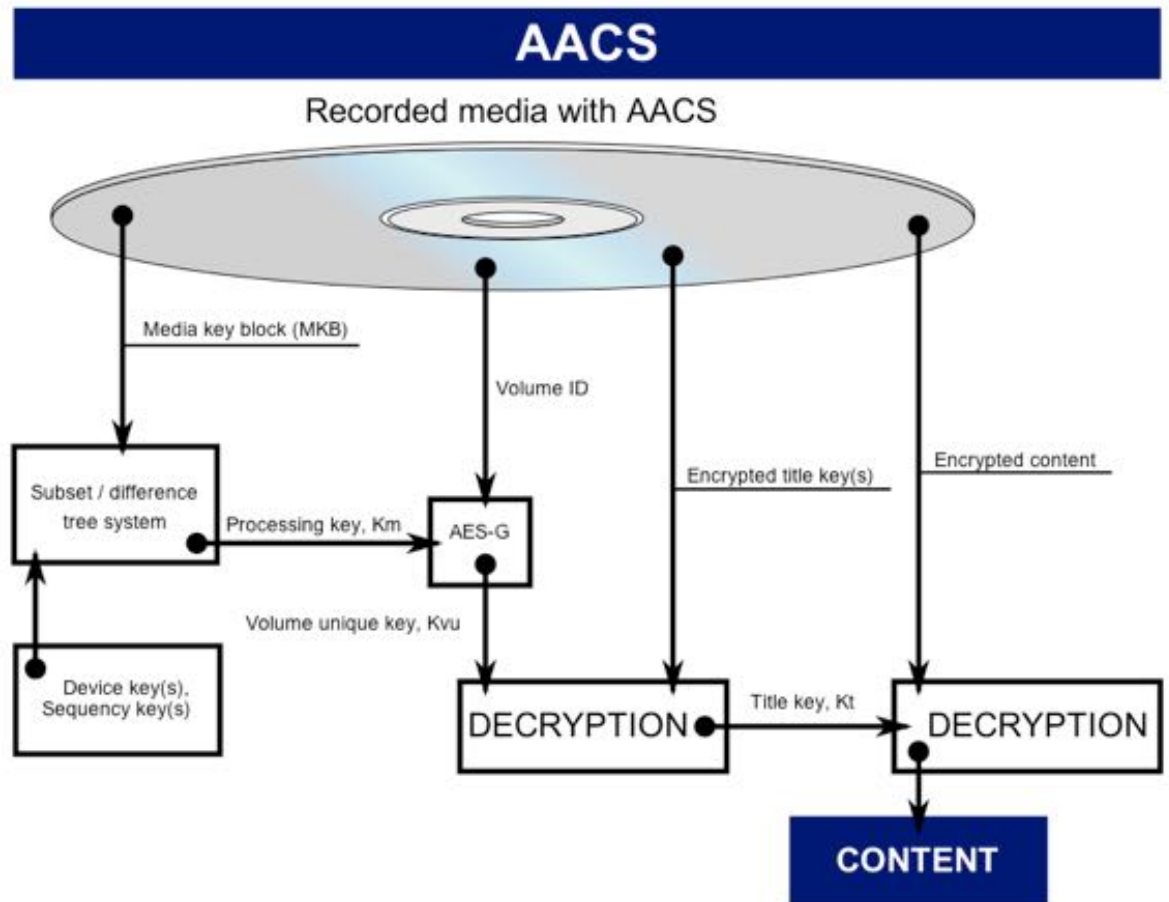 AACS
Recorded media with AACS
Media key block (MKB)
Volume ID
Encrypted title key(s)
Encrypted content
Subset / difference
tree system
Processing key, Km
AES-G
Volume unique key, Kvu
Device key(s),
Sequency key(s)
DECRYPTION
Title key, Kt
DECRYPTION
CONTENT